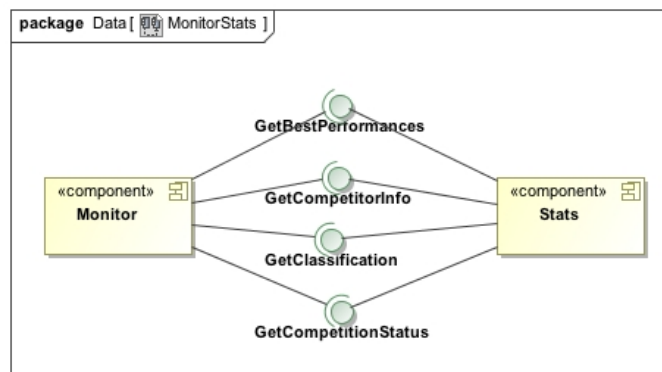 package Data [ MonitorStats ]
GetBestPerformances
«component»
Monitor
GetCompetitorInfo
«component»
Stats
GetClassification
GetCompetitionStatus